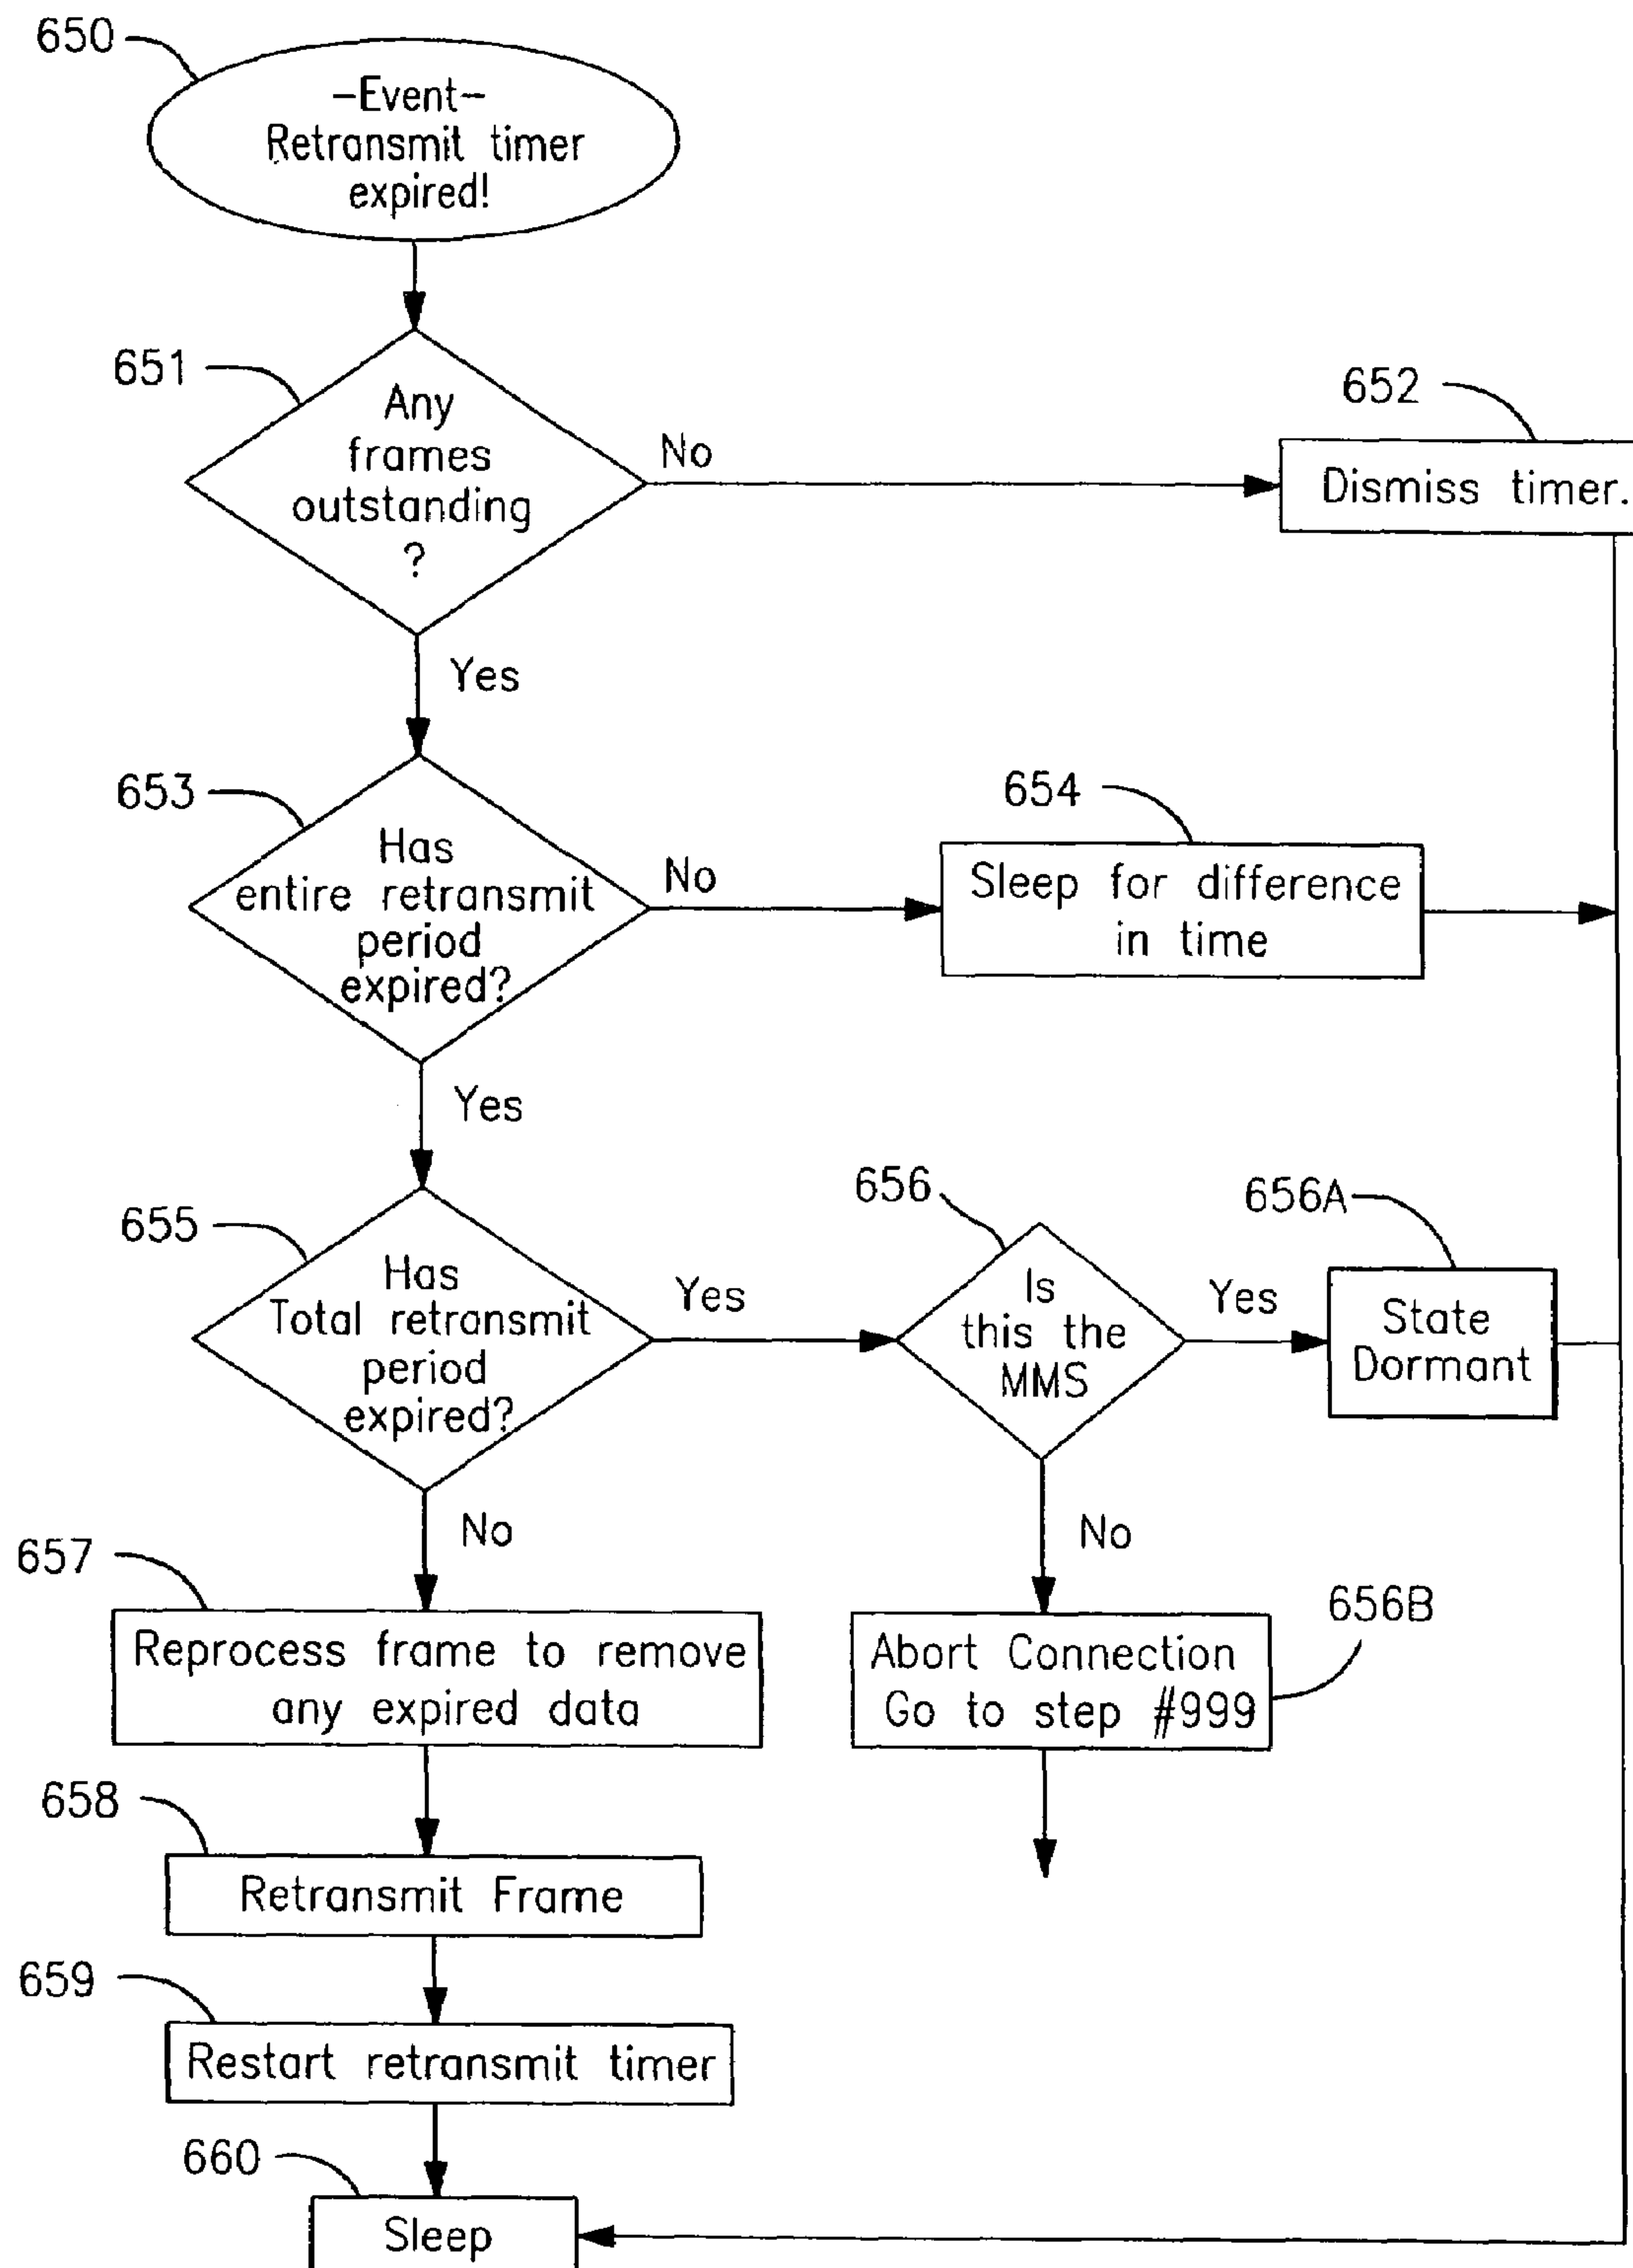 650
-Event-
Retransmit timer
expired!
651
Any
frames
outstanding
?
No
652
Dismiss timer.
Yes
653
Has
entire retransmit
period
expired?
No
654
Sleep for difference
in time
Yes
655
Has
Total retransmit
period
expired?
Yes
656
Is
this the
MMS
Yes
656A
State
Dormant
No
No
656B
Abort Connection
Go to step #999
657
Reprocess frame to remove
any expired data
658
Retransmit Frame
659
Restart retransmit timer
660
Sleep